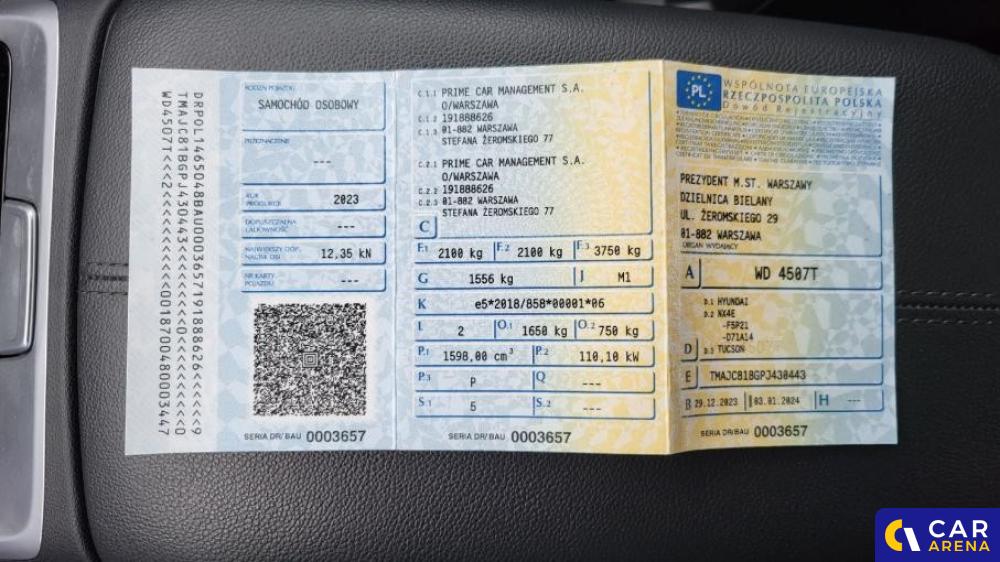 DRPOL1465048BAU0003657191888626<<<<<9
TMAJC81BGPJ430443<<<<<<<<<<0<<<<<<<<0
WD4507T<<2<<<<<<<<<<<<0018700480003447
RODZAJ POJAZDU
SAMOCHÓD OSOBOWY
PRZEZNACZENIE
---
ROK PRODUKCJI
2023
DOPUSZCZALNA ŁADOWNOŚĆ
---
NAJWIĘKSZY DOP. NACISK OSI
12,35 kN
NR KARTY POJAZDU
---
SERIA DR/BAU 0003657
C.1.1 PRIME CAR MANAGEMENT S.A.
O/WARSZAWA
C.1.2 191888626
C.1.3 01-882 WARSZAWA
STEFANA ŻEROMSKIEGO 77
C.2.1 PRIME CAR MANAGEMENT S.A.
O/WARSZAWA
C.2.2 191888626
C.2.3 01-882 WARSZAWA
STEFANA ŻEROMSKIEGO 77
C
F.1 2100 kg F.2 2100 kg F.3 3750 kg
G 1556 kg J M1
K e5*2018/858*00001*06
L 2 O.1 1650 kg O.2 750 kg
P.1 1598,00 cm³ P.2 110,10 kW
P.3 P Q ---
S.1 5 S.2 ---
SERIA DR/BAU 0003657
PL WSPÓLNOTA EUROPEJSKA
RZECZPOSPOLITA POLSKA
Dowód Rejestracyjny
PREZYDENT M.ST. WARSZAWY
DZIELNICA BIELANY
UL. ŻEROMSKIEGO 29
01-882 WARSZAWA
ORGAN WYDAJĄCY
A WD 4507T
D.1 HYUNDAI
D.2 NX4E
-F5P21
-D71A14
D D.3 TUCSON
E TMAJC81BGPJ430443
B 29.12.2023 I 03.01.2024 H ---
SERIA DR/BAU 0003657
CAR
ARENA